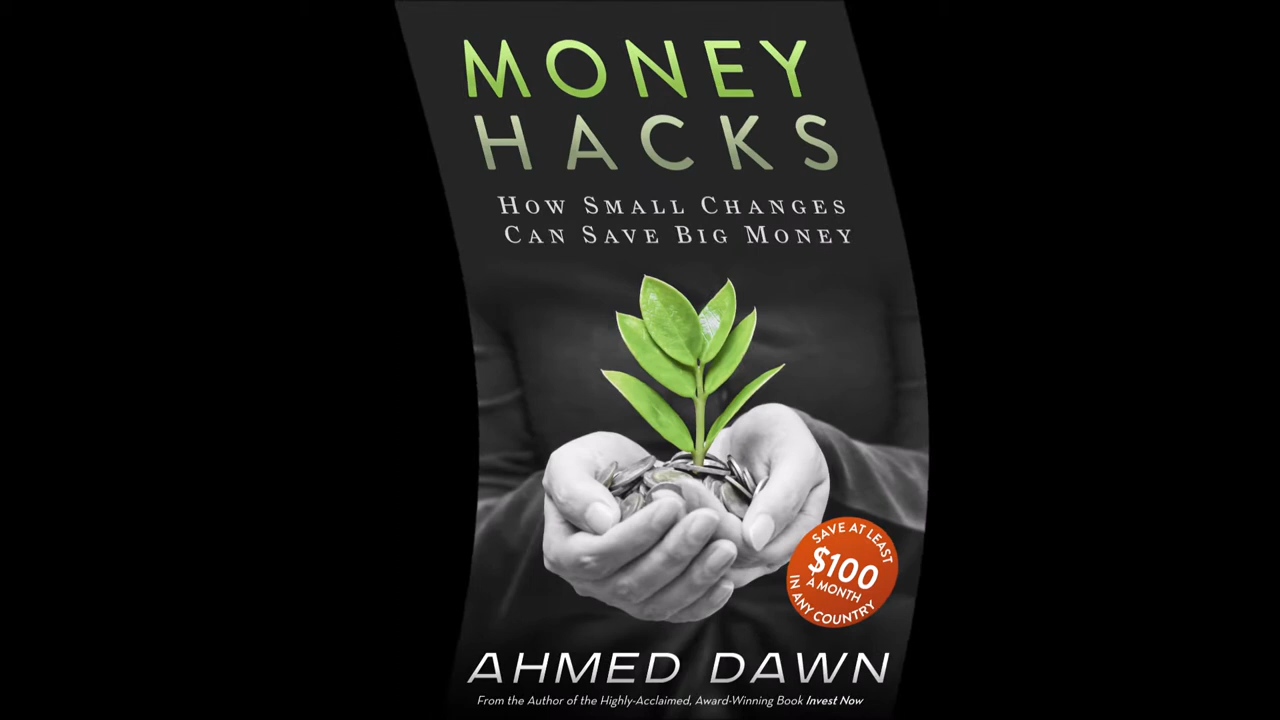 MONEY
HACKS
HOW SMALL CHANGES
CAN SAVE BIG MONEY
SAVE AT LEAST
$100
A MONTH
IN ANY COUNTRY
AHMED DAWN
From the Author of the Highly-Acclaimed, Award-Winning Book Invest Now